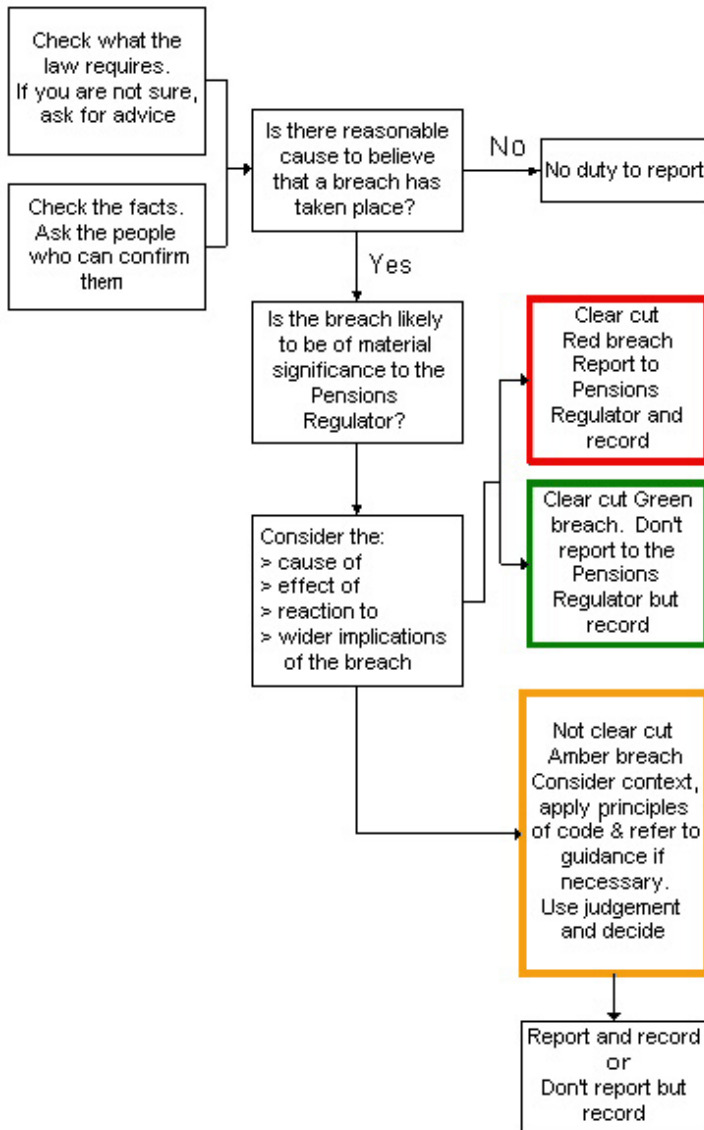 Check what the
law requires.
If you are not sure,
ask for advice
Check the facts.
Ask the people
who can confirm
them
Is there reasonable
cause to believe
that a breach has
taken place?
No
No duty to report
Yes
Is the breach likely
to be of material
significance to the
Pensions
Regulator?
Consider the:
> cause of
> effect of
> reaction to
> wider implications
of the breach
Clear cut
Red breach
Report to
Pensions
Regulator and
record
Clear cut Green
breach. Don't
report to the
Pensions
Regulator but
record
Not clear cut
Amber breach
Consider context,
apply principles
of code & refer to
guidance if
necessary.
Use judgement
and decide
Report and record
or
Don't report but
record